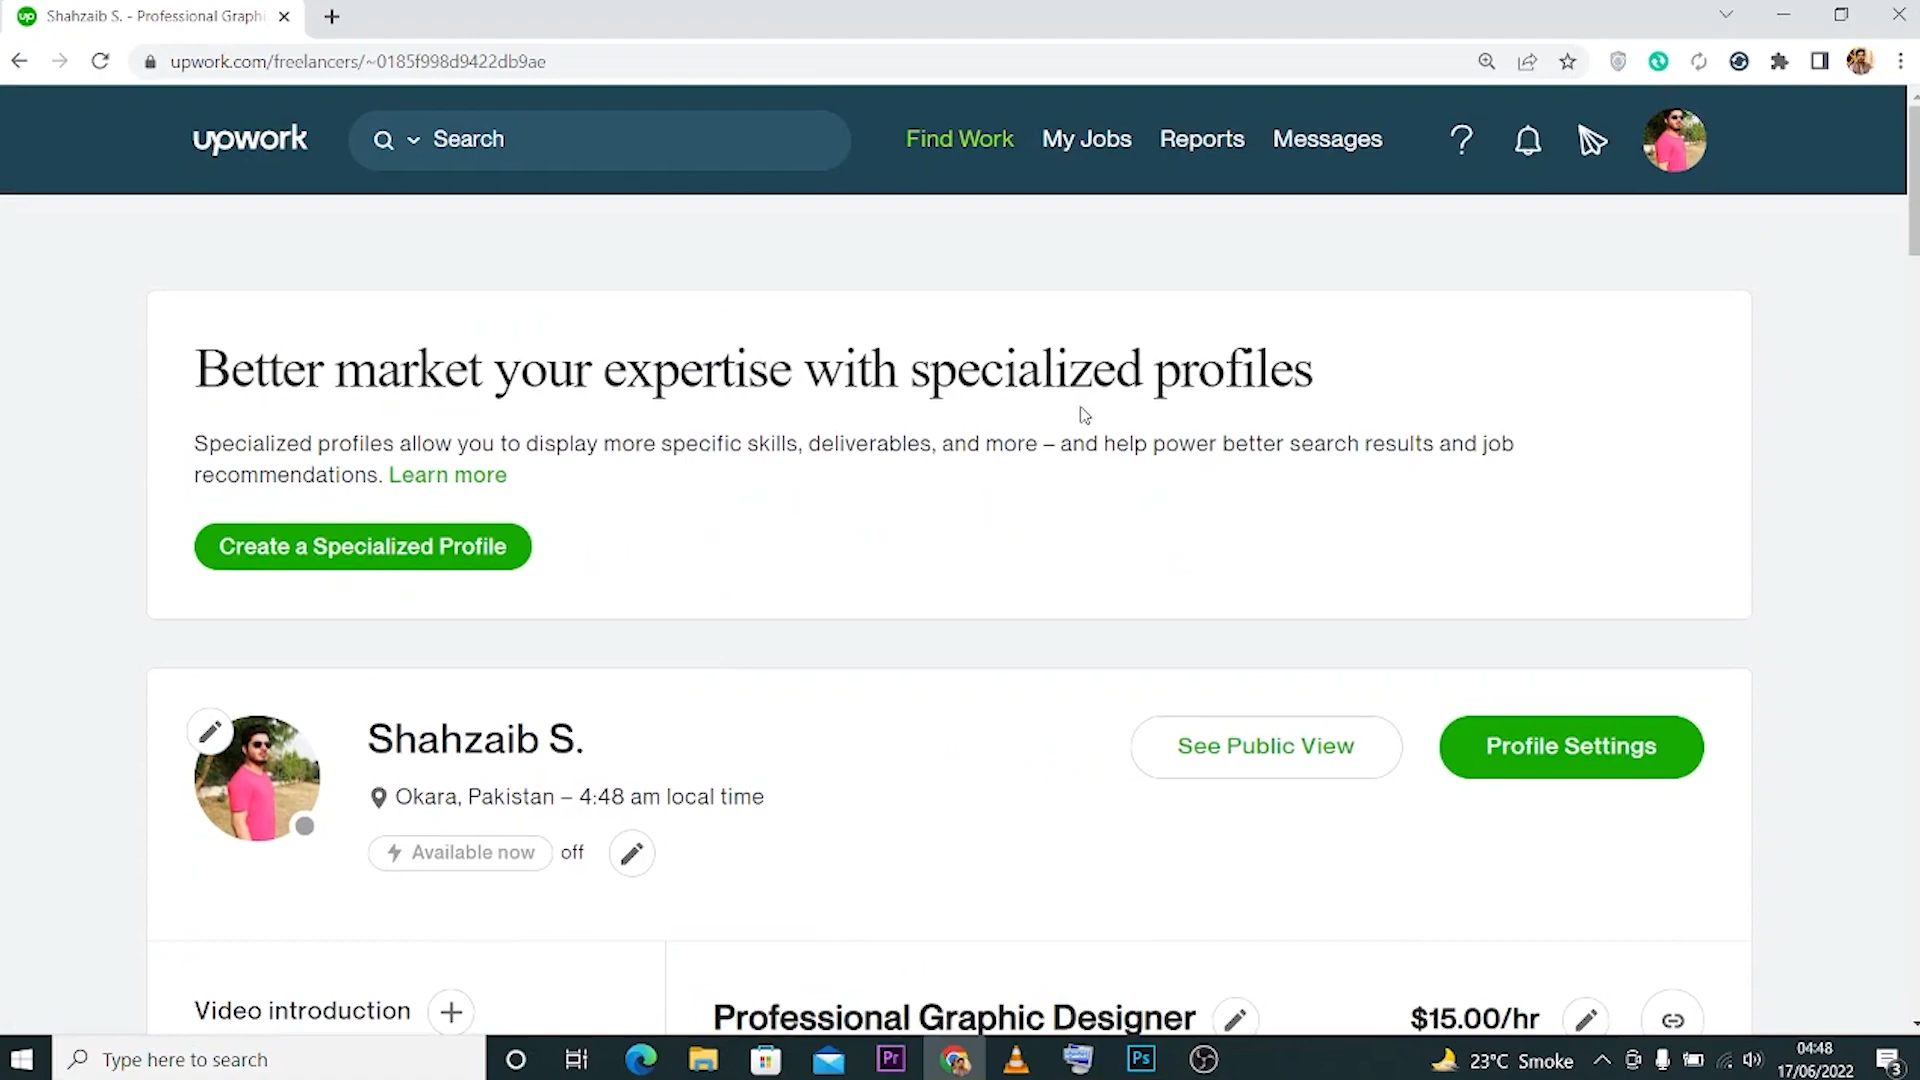 Shahzaib S. - Professional Graphi
upwork.com/freelancers/~0185f998d9422db9ae
upwork
Search
Find Work
My Jobs
Reports
Messages
Better market your expertise with specialized profiles
Specialized profiles allow you to display more specific skills, deliverables, and more – and help power better search results and job
recommendations. Learn more
Create a Specialized Profile
Shahzaib S.
See Public View
Profile Settings
Okara, Pakistan – 4:48 am local time
Available now off
Video introduction
Professional Graphic Designer
$15.00/hr
Type here to search
Pr
Ps
23°C Smoke
04:48
17/06/2022
3